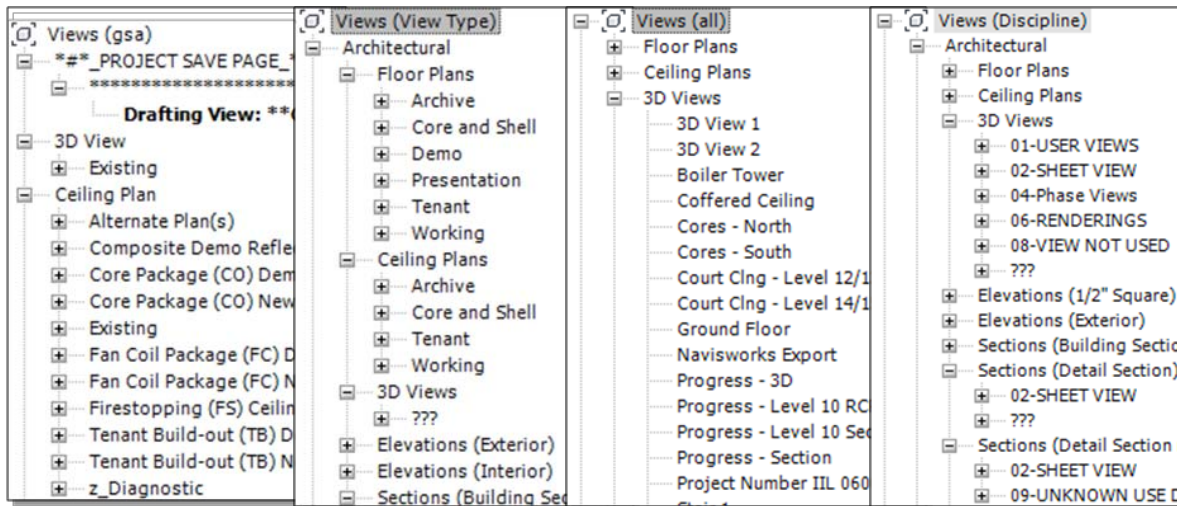 Views (gsa)
*#*_PROJECT SAVE PAGE_*
**********************
Drafting View: **
3D View
Existing
Ceiling Plan
Alternate Plan(s)
Composite Demo Refle
Core Package (CO) Dem
Core Package (CO) New
Existing
Fan Coil Package (FC) D
Fan Coil Package (FC) N
Firestopping (FS) Ceilin
Tenant Build-out (TB) D
Tenant Build-out (TB) N
z_Diagnostic
Views (View Type)
Architectural
Floor Plans
Archive
Core and Shell
Demo
Presentation
Tenant
Working
Ceiling Plans
Archive
Core and Shell
Tenant
Working
3D Views
???
Elevations (Exterior)
Elevations (Interior)
Sections (Building Sec
Views (all)
Floor Plans
Ceiling Plans
3D Views
3D View 1
3D View 2
Boiler Tower
Coffered Ceiling
Cores - North
Cores - South
Court Clng - Level 12/1
Court Clng - Level 14/1
Ground Floor
Navisworks Export
Progress - 3D
Progress - Level 10 RC
Progress - Level 10 Sec
Progress - Section
Project Number IIL 060
Views (Discipline)
Architectural
Floor Plans
Ceiling Plans
3D Views
01-USER VIEWS
02-SHEET VIEW
04-Phase Views
06-RENDERINGS
08-VIEW NOT USED
???
Elevations (1/2" Square)
Elevations (Exterior)
Sections (Building Sectio
Sections (Detail Section)
02-SHEET VIEW
???
Sections (Detail Section
02-SHEET VIEW
09-UNKNOWN USE D